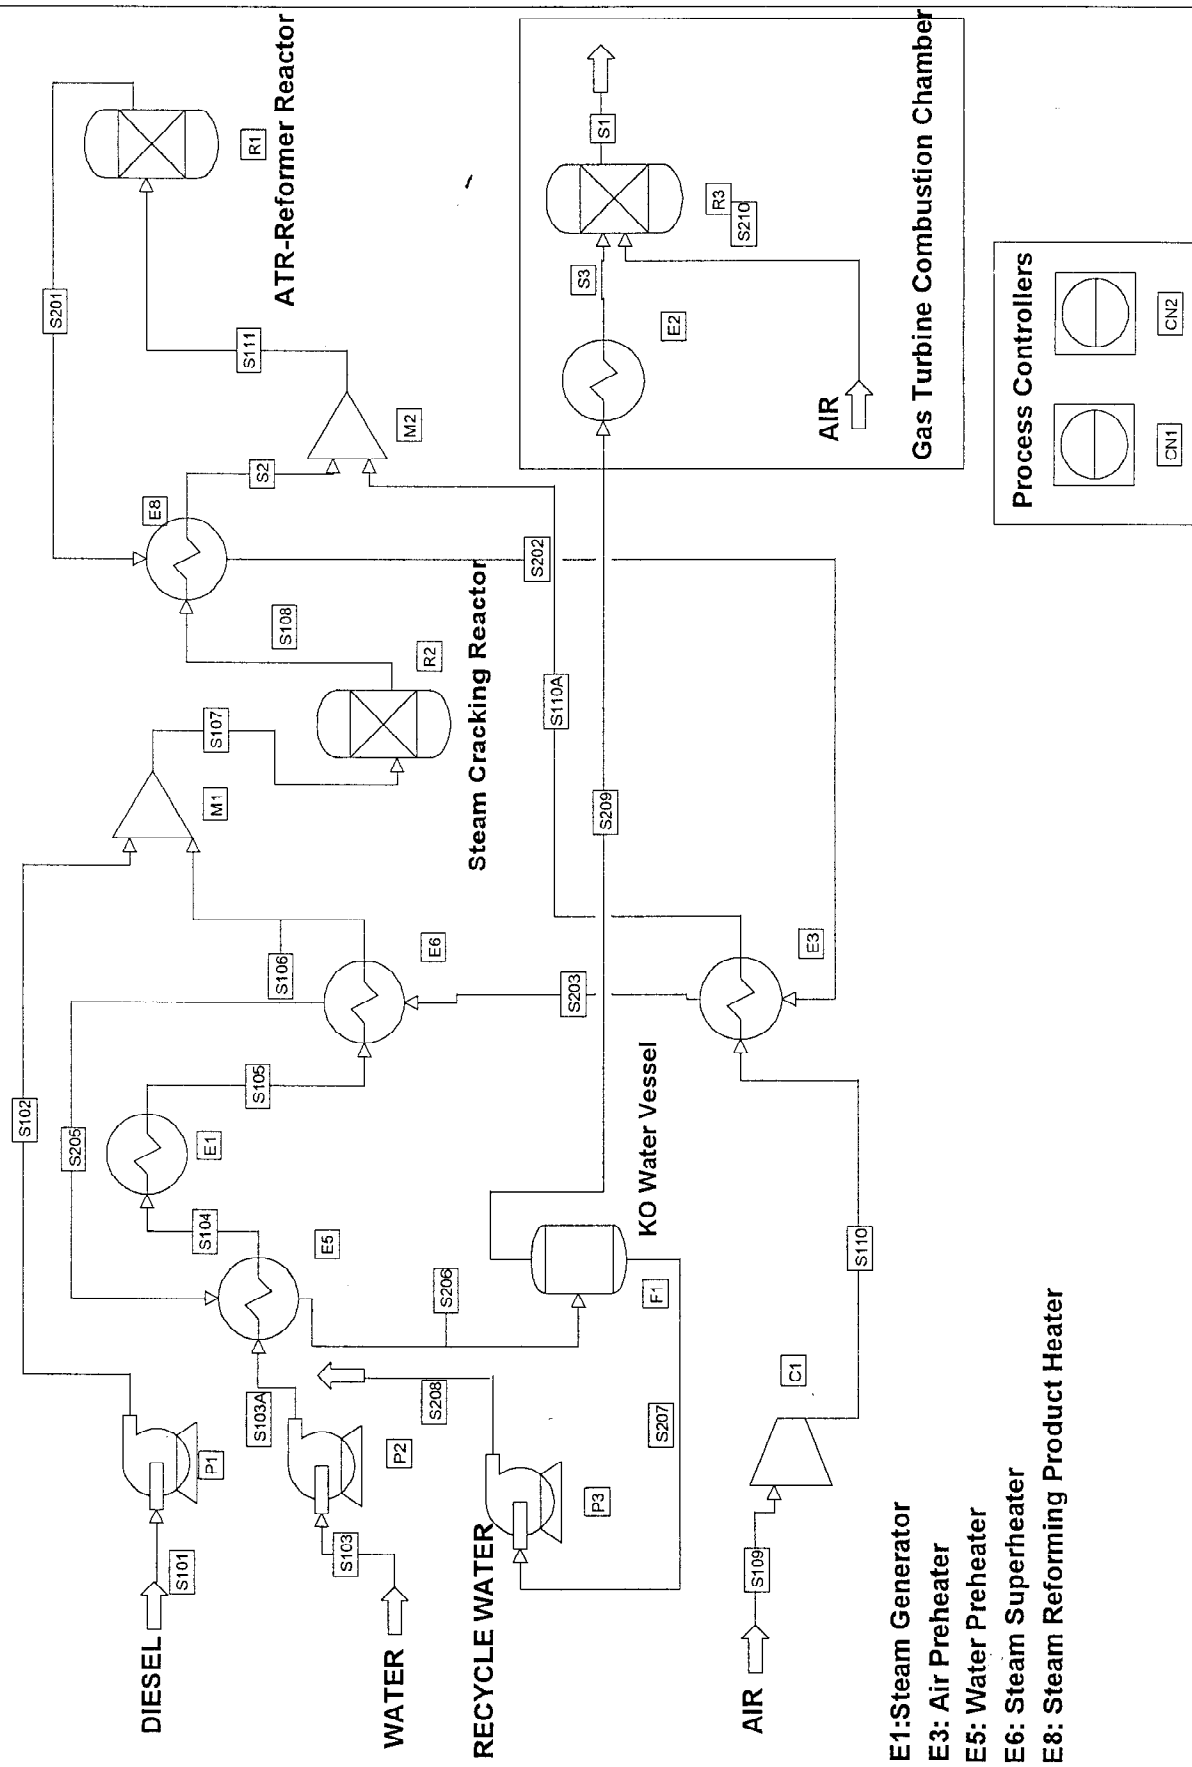 DIESEL
S101
P1
S102
WATER
S103
P2
S103A
E5
S104
E1
S105
S205
E6
S106
M1
S107
R2
Steam Cracking Reactor
S108
E8
S2
M2
S111
S201
R1
ATR-Reformer Reactor
RECYCLE WATER
P3
S208
S207
S206
F1
KO Water Vessel
S203
S209
S110A
S202
AIR
S109
C1
S110
E3
E2
S3
AIR
R3
S210
S1
Gas Turbine Combustion Chamber
Process Controllers
CN1
CN2
E1:Steam Generator
E3: Air Preheater
E5: Water Preheater
E6: Steam Superheater
E8: Steam Reforming Product Heater